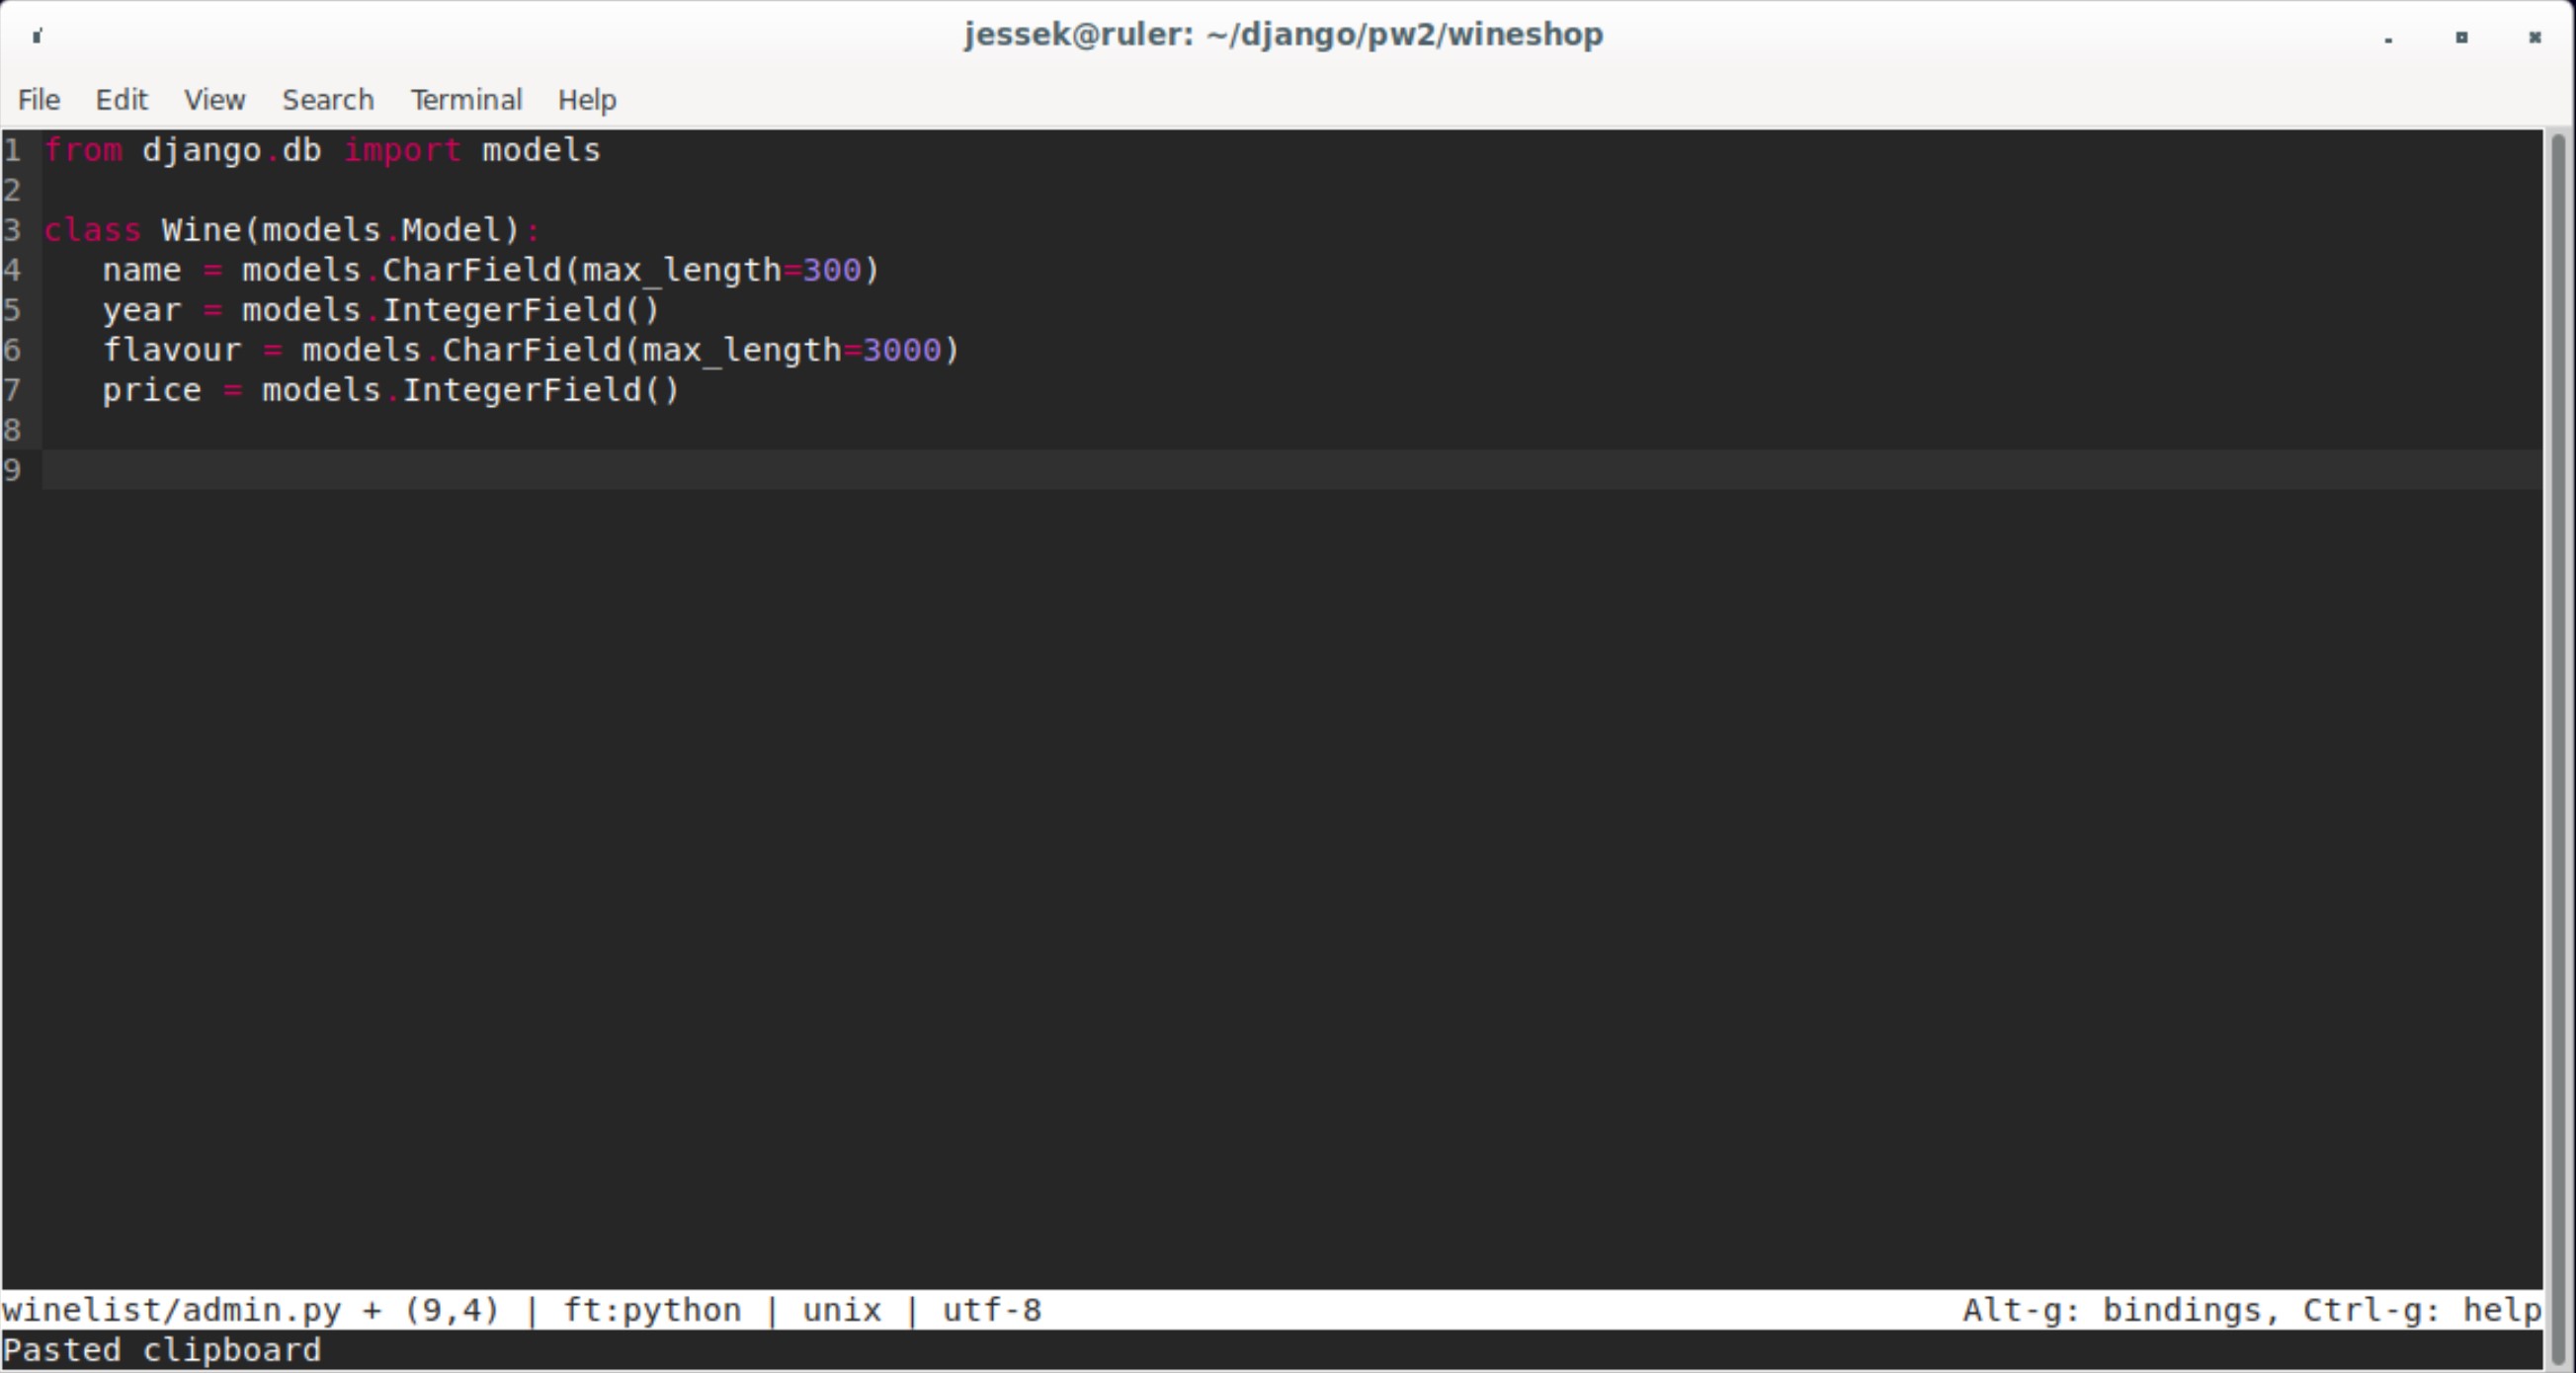 jessek@ruler: ~/django/pw2/wineshop
File Edit View Search Terminal Help
1 from django.db import models
2
3 class Wine(models.Model):
4    name = models.CharField(max_length=300)
5    year = models.IntegerField()
6    flavour = models.CharField(max_length=3000)
7    price = models.IntegerField()
8
9
winelist/admin.py + (9,4) | ft:python | unix | utf-8 Alt-g: bindings, Ctrl-g: help
Pasted clipboard